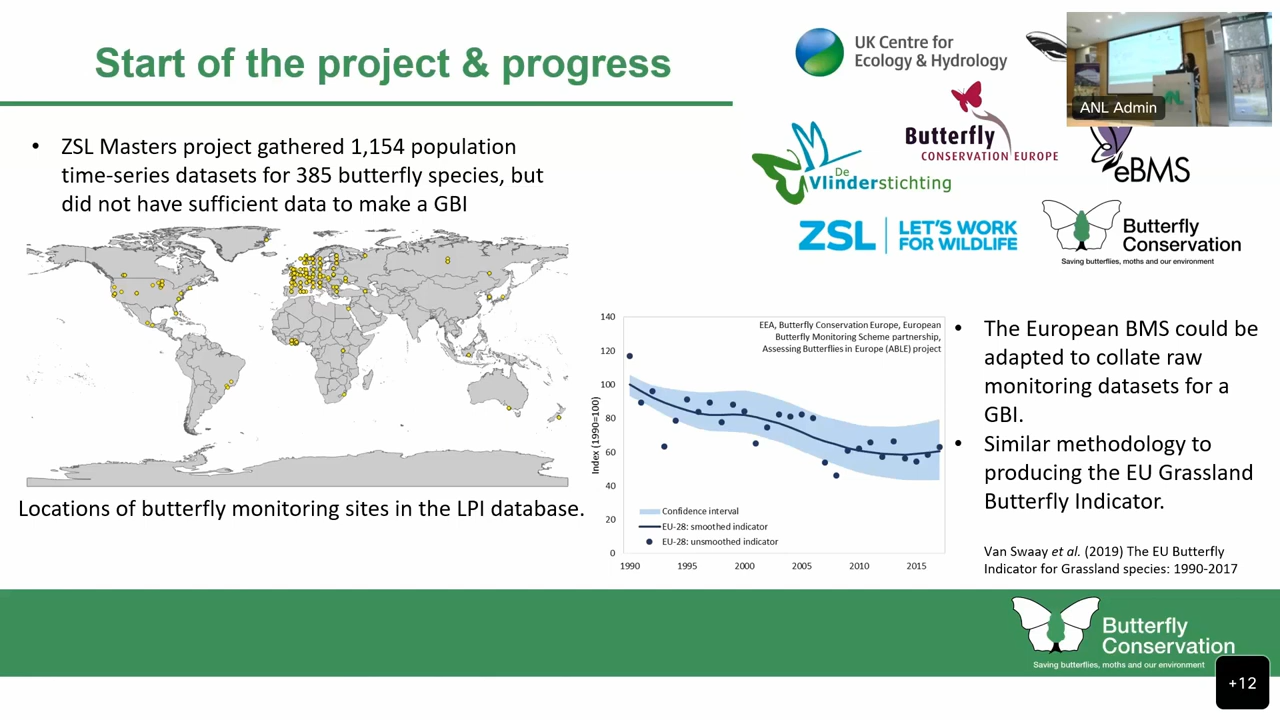 Start of the project & progress
UK Centre for
Ecology & Hydrology
ANL Admin
Butterfly
CONSERVATION EUROPE
De
Vlinderstichting
eBMS
ZSL
LET'S WORK
FOR WILDLIFE
Butterfly
Conservation
Saving butterflies, moths and our environment
• ZSL Masters project gathered 1,154 population
time-series datasets for 385 butterfly species, but
did not have sufficient data to make a GBI
Locations of butterfly monitoring sites in the LPI database.
EEA, Butterfly Conservation Europe, European
Butterfly Monitoring Scheme partnership,
Assessing Butterflies in Europe (ABLE) project
Index (1990=100)
140
120
100
80
60
40
20
0
Confidence interval
EU-28: smoothed indicator
EU-28: unsmoothed indicator
1990 1995 2000 2005 2010 2015
• The European BMS could be
adapted to collate raw
monitoring datasets for a
GBI.
• Similar methodology to
producing the EU Grassland
Butterfly Indicator.
Van Swaay et al. (2019) The EU Butterfly
Indicator for Grassland species: 1990-2017
Butterfly
Conservation
Saving butterflies, moths and our environment
+12